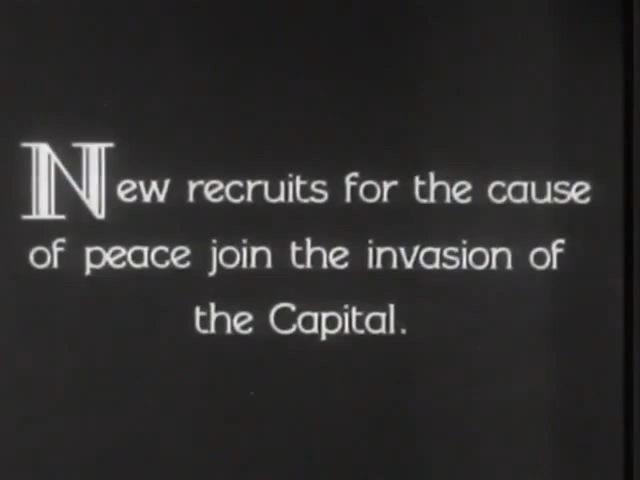 New recruits for the cause
of peace join the invasion of
the Capital.